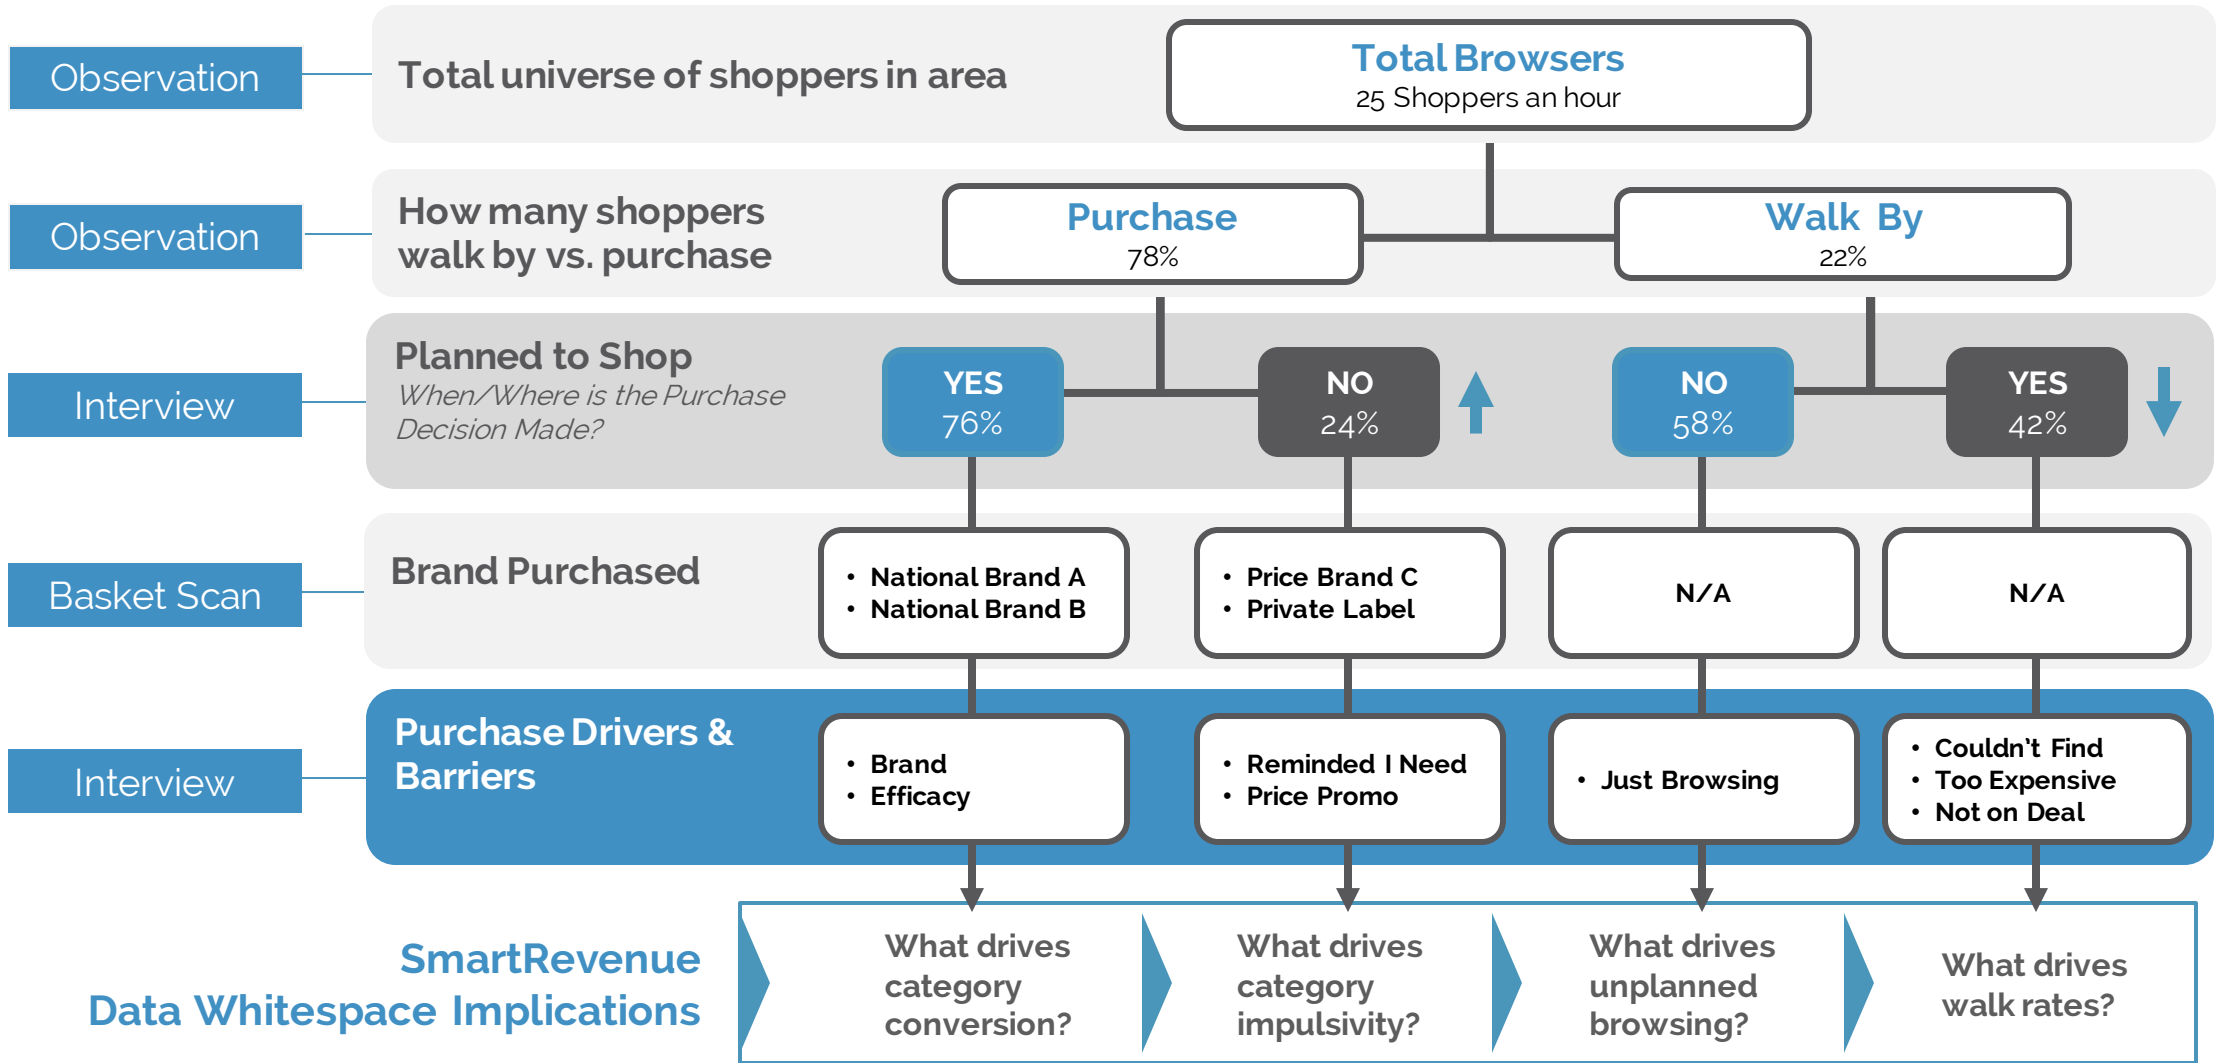 Observation
Total universe of shoppers in area
Total Browsers
25 Shoppers an hour
Observation
How many shoppers
walk by vs. purchase
Purchase
78%
Walk By
22%
Interview
Planned to Shop
When/Where is the Purchase
Decision Made?
YES
76%
NO
24%
NO
58%
YES
42%
Basket Scan
Brand Purchased
• National Brand A
• National Brand B
• Price Brand C
• Private Label
N/A
N/A
Interview
Purchase Drivers &
Barriers
• Brand
• Efficacy
• Reminded I Need
• Price Promo
• Just Browsing
• Couldn't Find
• Too Expensive
• Not on Deal
SmartRevenue
Data Whitespace Implications
What drives
category
conversion?
What drives
category
impulsivity?
What drives
unplanned
browsing?
What drives
walk rates?